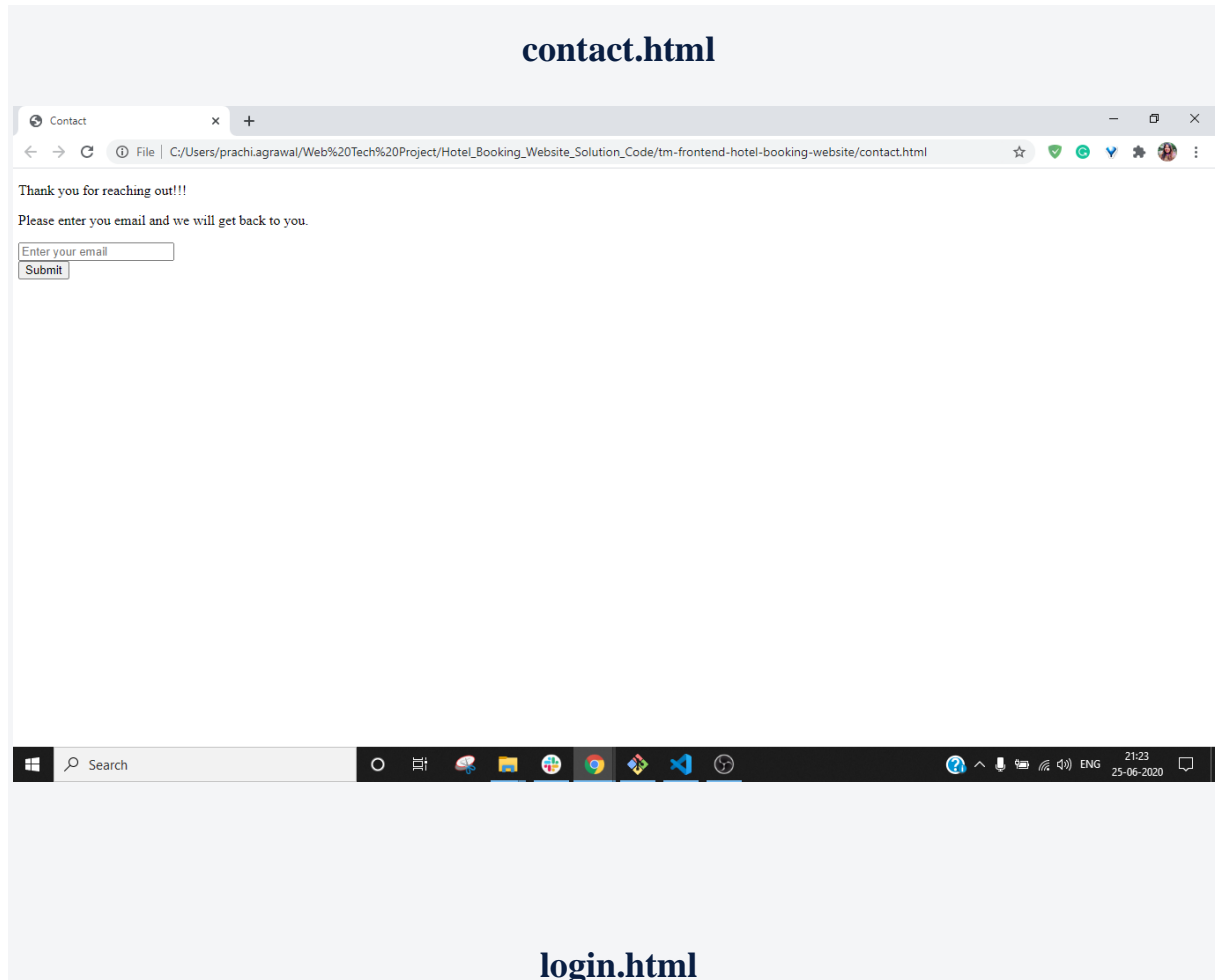 contact.html
Contact
File
C:/Users/prachi.agrawal/Web%20Tech%20Project/Hotel_Booking_Website_Solution_Code/tm-frontend-hotel-booking-website/contact.html
Thank you for reaching out!!!
Please enter you email and we will get back to you.
Enter your email
Submit
Search
ENG
21:23
25-06-2020
login.html